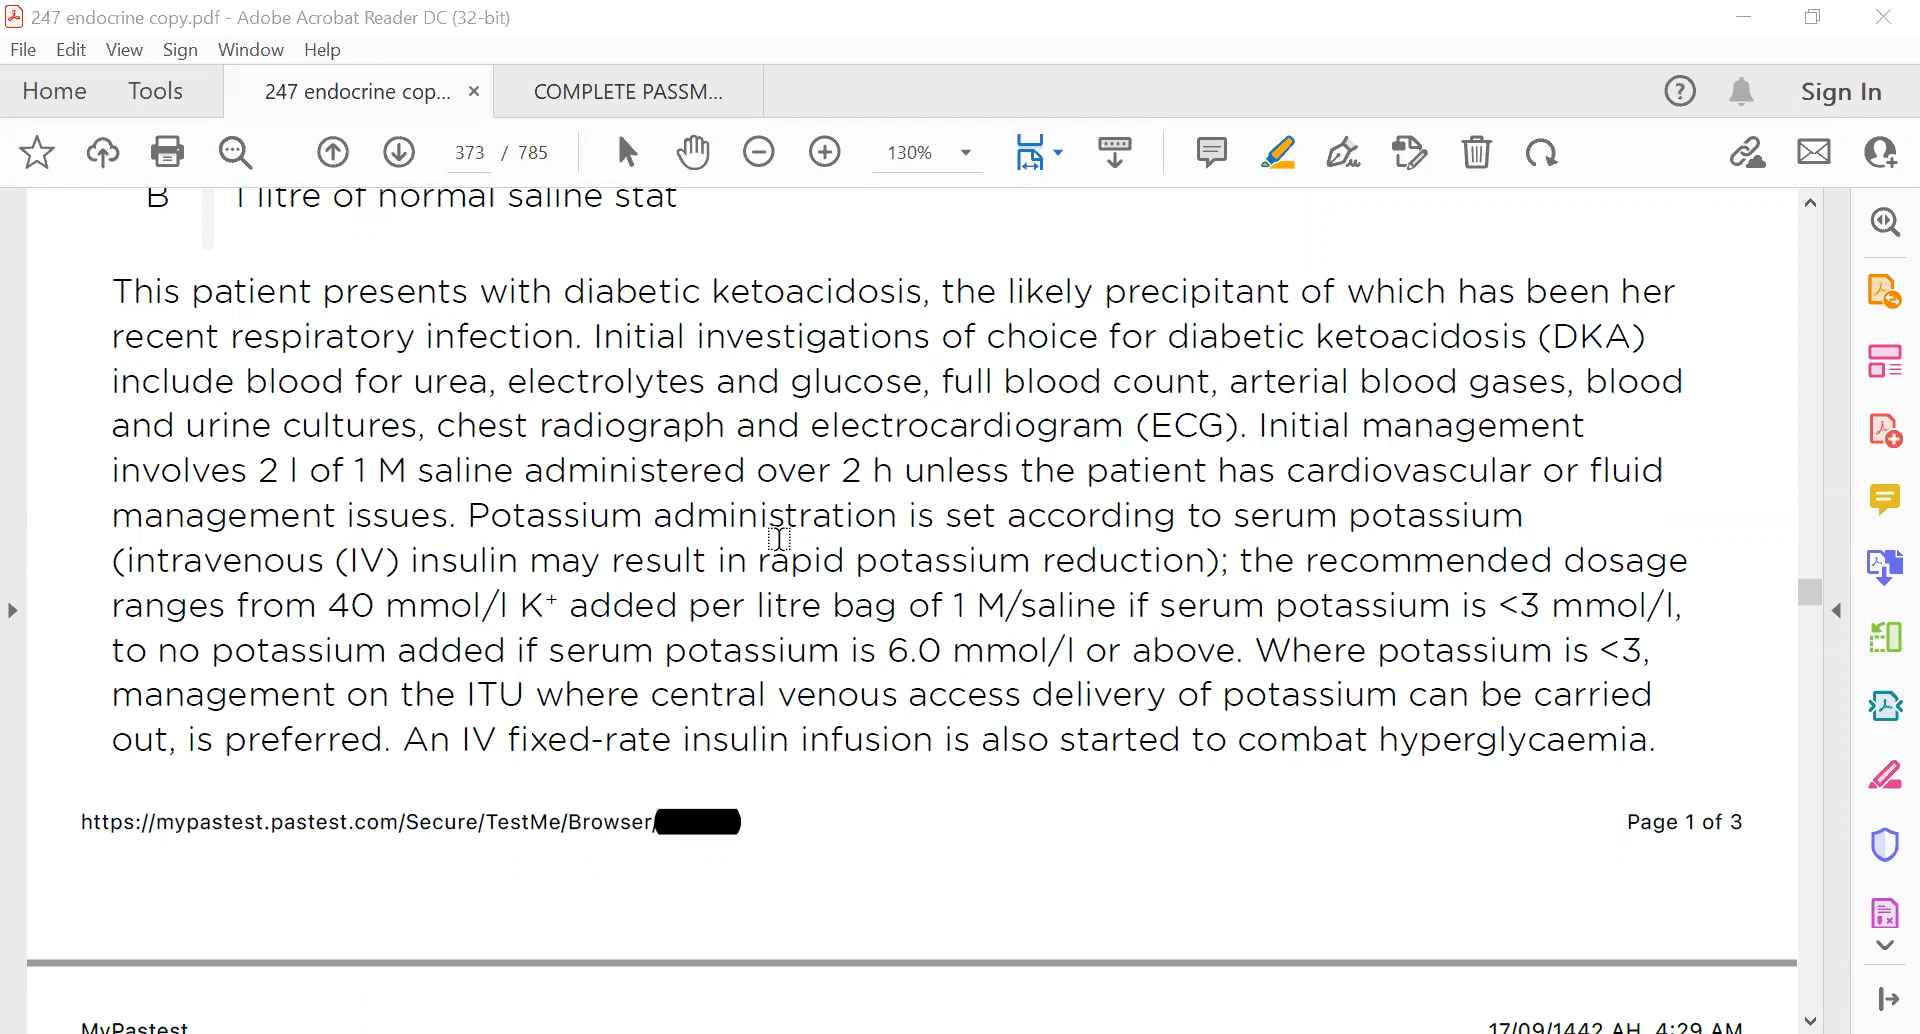 247 endocrine copy.pdf - Adobe Acrobat Reader DC (32-bit)
File Edit View Sign Window Help
Home Tools 247 endocrine cop... × COMPLETE PASSM... Sign In
373 / 785 130%
B 1 litre of normal saline stat
This patient presents with diabetic ketoacidosis, the likely precipitant of which has been her
recent respiratory infection. Initial investigations of choice for diabetic ketoacidosis (DKA)
include blood for urea, electrolytes and glucose, full blood count, arterial blood gases, blood
and urine cultures, chest radiograph and electrocardiogram (ECG). Initial management
involves 2 l of 1 M saline administered over 2 h unless the patient has cardiovascular or fluid
management issues. Potassium administration is set according to serum potassium
(intravenous (IV) insulin may result in rapid potassium reduction); the recommended dosage
ranges from 40 mmol/l K⁺ added per litre bag of 1 M/saline if serum potassium is <3 mmol/l,
to no potassium added if serum potassium is 6.0 mmol/l or above. Where potassium is <3,
management on the ITU where central venous access delivery of potassium can be carried
out, is preferred. An IV fixed-rate insulin infusion is also started to combat hyperglycaemia.
https://mypastest.pastest.com/Secure/TestMe/Browser/
Page 1 of 3
MyPastest
17/09/1442 AH, 4:29 AM